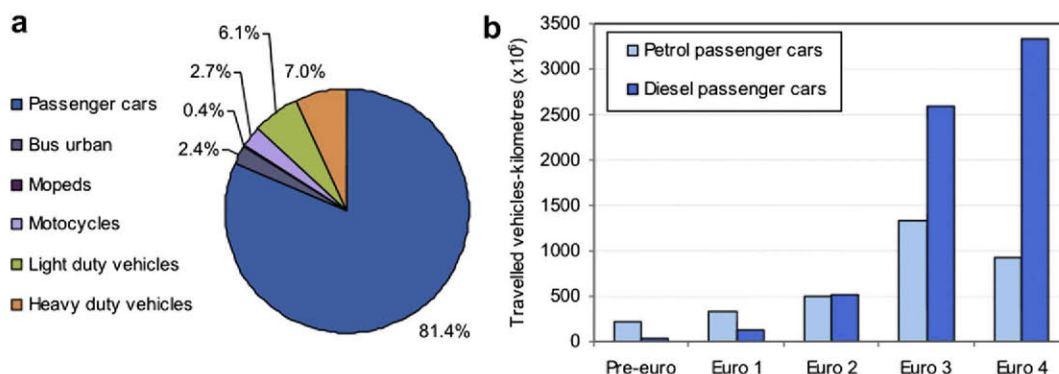 a
6.1%
7.0%
2.7%
0.4%
2.4%
81.4%
Passenger cars
Bus urban
Mopeds
Motocycles
Light duty vehicles
Heavy duty vehicles
b
Travelled vehicles-kilometres (x10⁶)
3500
3000
2500
2000
1500
1000
500
0
Petrol passenger cars
Diesel passenger cars
Pre-euro Euro 1 Euro 2 Euro 3 Euro 4